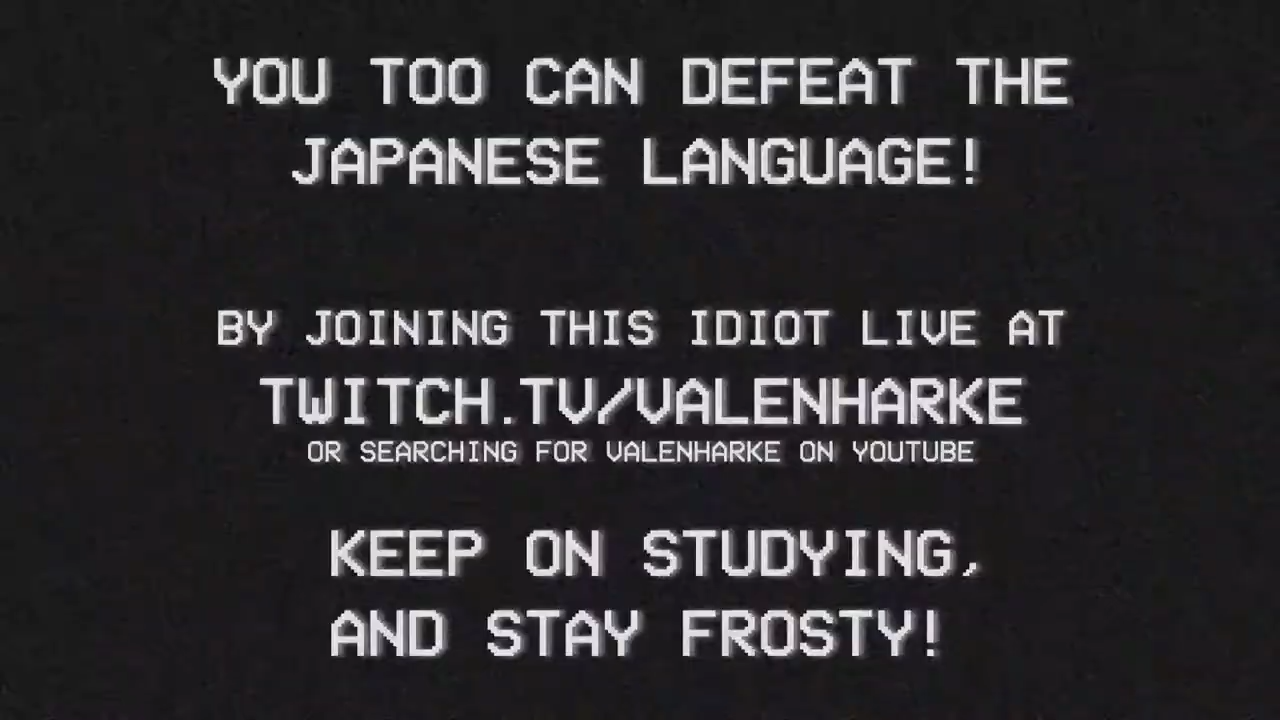 YOU TOO CAN DEFEAT THE
JAPANESE LANGUAGE!
BY JOINING THIS IDIOT LIVE AT
TWITCH.TV/VALENHARKE
OR SEARCHING FOR VALENHARKE ON YOUTUBE
KEEP ON STUDYING,
AND STAY FROSTY!